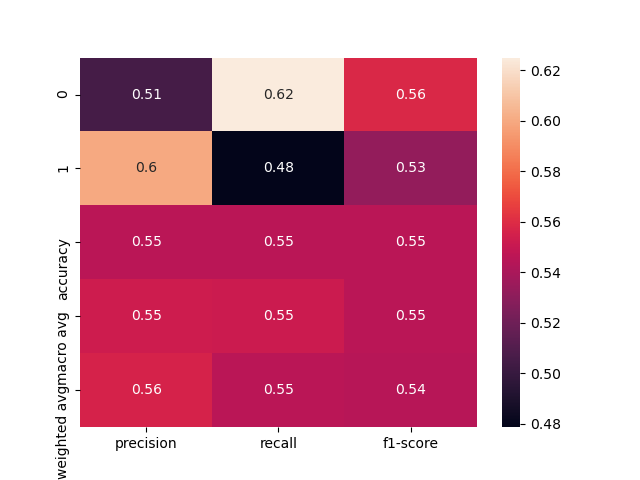 0 0.51 0.62 0.56
1 0.6 0.48 0.53
accuracy 0.55 0.55 0.55
macro avg 0.55 0.55 0.55
weighted avg 0.56 0.55 0.54
precision recall f1-score
0.62
0.60
0.58
0.56
0.54
0.52
0.50
0.48